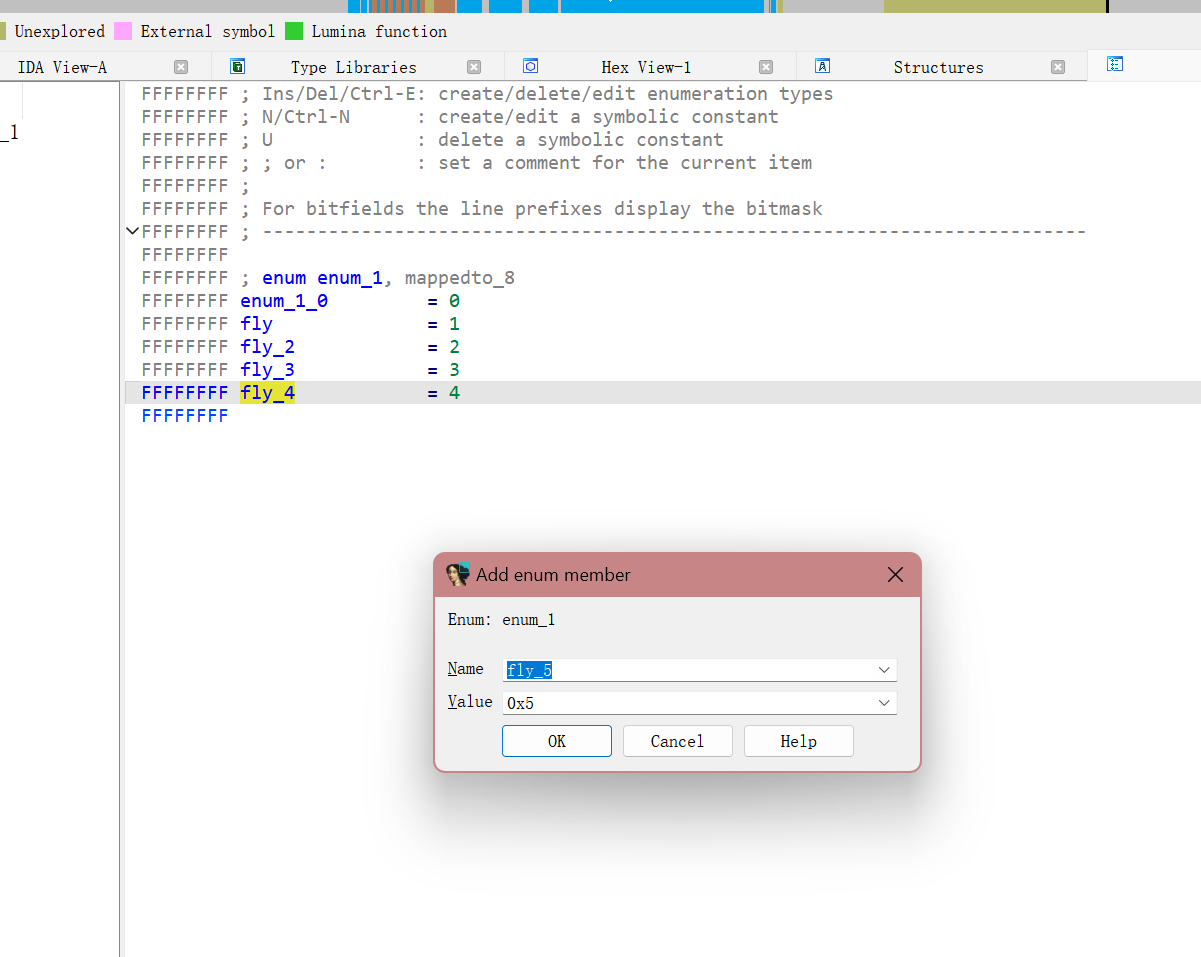 Unexplored External symbol Lumina function
IDA View-A Type Libraries Hex View-1 Structures
_1
FFFFFFFF ; Ins/Del/Ctrl-E: create/delete/edit enumeration types
FFFFFFFF ; N/Ctrl-N      : create/edit a symbolic constant
FFFFFFFF ; U             : delete a symbolic constant
FFFFFFFF ; ; or :        : set a comment for the current item
FFFFFFFF ;
FFFFFFFF ; For bitfields the line prefixes display the bitmask
FFFFFFFF ; ---------------------------------------------------------------------------
FFFFFFFF
FFFFFFFF ; enum enum_1, mappedto_8
FFFFFFFF enum_1_0         = 0
FFFFFFFF fly              = 1
FFFFFFFF fly_2            = 2
FFFFFFFF fly_3            = 3
FFFFFFFF fly_4            = 4
FFFFFFFF
Add enum member
Enum: enum_1
Name fly_5
Value 0x5
OK Cancel Help